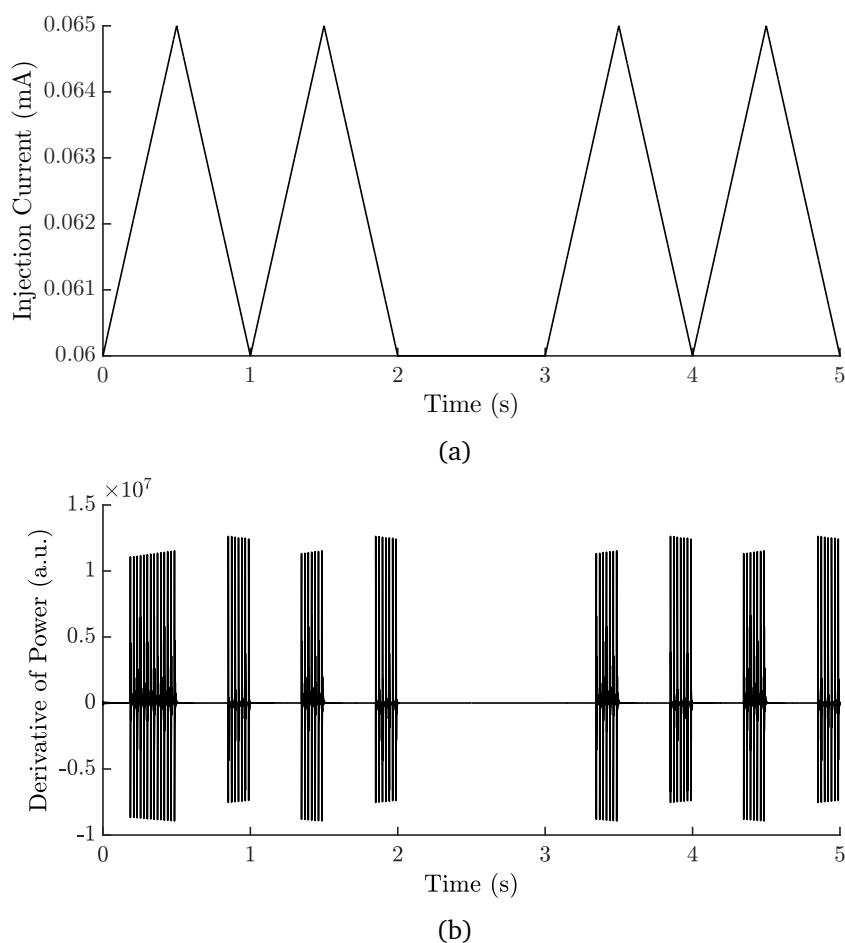 0.065
0.064
0.063
0.062
0.061
0.06
Injection Current (mA)
0 1 2 3 4 5
Time (s)
(a)
×10⁷
1.5
1
0.5
0
-0.5
-1
Derivative of Power (a.u.)
0 1 2 3 4 5
Time (s)
(b)